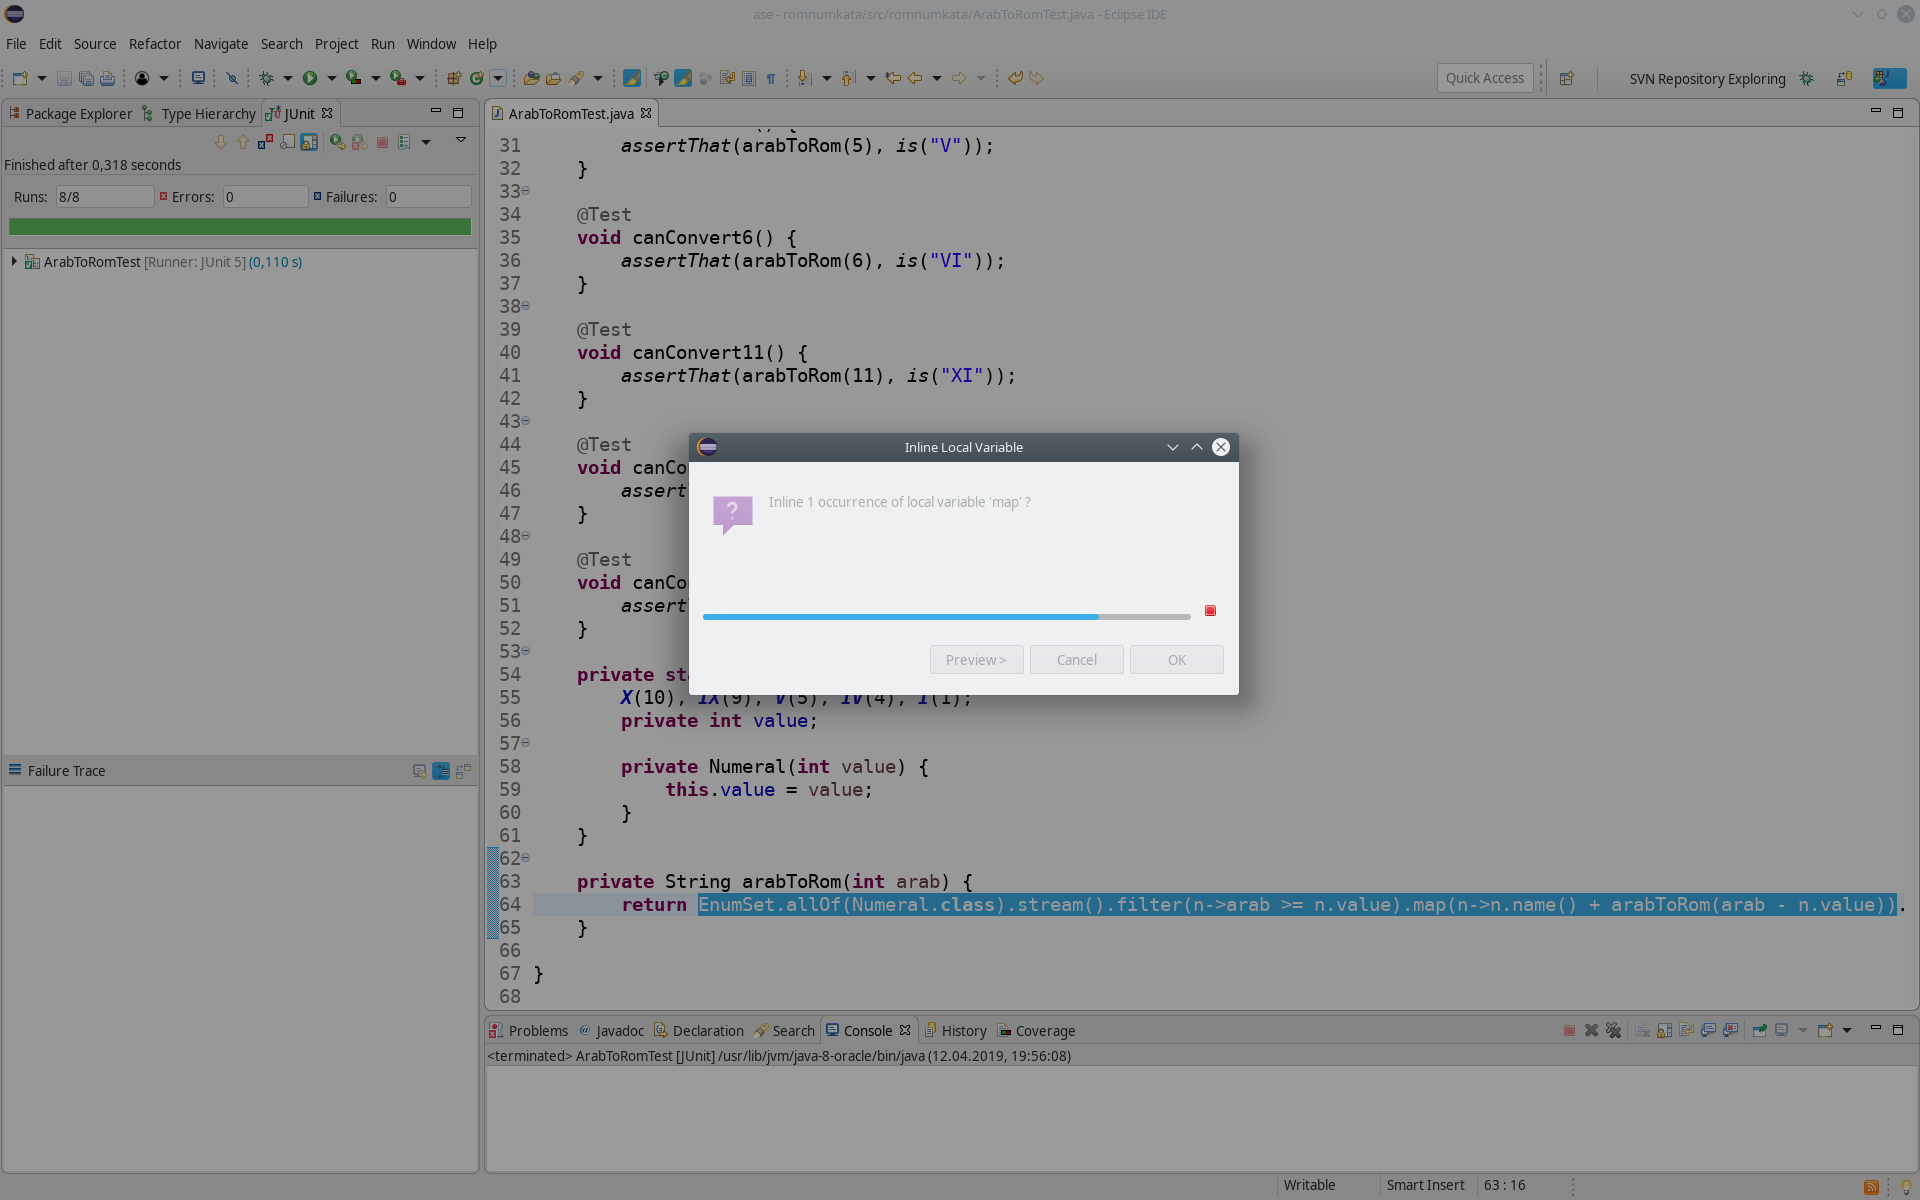 ase - romnumkata/src/romnumkata/ArabToRomTest.java - Eclipse IDE
File Edit Source Refactor Navigate Search Project Run Window Help
Quick Access
SVN Repository Exploring
Package Explorer Type Hierarchy JUnit
Finished after 0,318 seconds
Runs: 8/8 Errors: 0 Failures: 0
ArabToRomTest [Runner: JUnit 5] (0,110 s)
Failure Trace
ArabToRomTest.java
31 assertThat(arabToRom(5), is("V"));
32 }
33
34 @Test
35 void canConvert6() {
36 assertThat(arabToRom(6), is("VI"));
37 }
38
39 @Test
40 void canConvert11() {
41 assertThat(arabToRom(11), is("XI"));
42 }
43
44 @Test
45 void canCo
46 assert
47 }
48
49 @Test
50 void canCo
51 assert
52 }
53
54 private st
55 X(10), IX(9), V(5), IV(4), I(1);
56 private int value;
57
58 private Numeral(int value) {
59 this.value = value;
60 }
61 }
62
63 private String arabToRom(int arab) {
64 return EnumSet.allOf(Numeral.class).stream().filter(n->arab >= n.value).map(n->n.name() + arabToRom(arab - n.value)).
65 }
66
67 }
68
Inline Local Variable
Inline 1 occurrence of local variable 'map' ?
Preview > Cancel OK
Problems Javadoc Declaration Search Console History Coverage
<terminated> ArabToRomTest [JUnit] /usr/lib/jvm/java-8-oracle/bin/java (12.04.2019, 19:56:08)
Writable Smart Insert 63 : 16